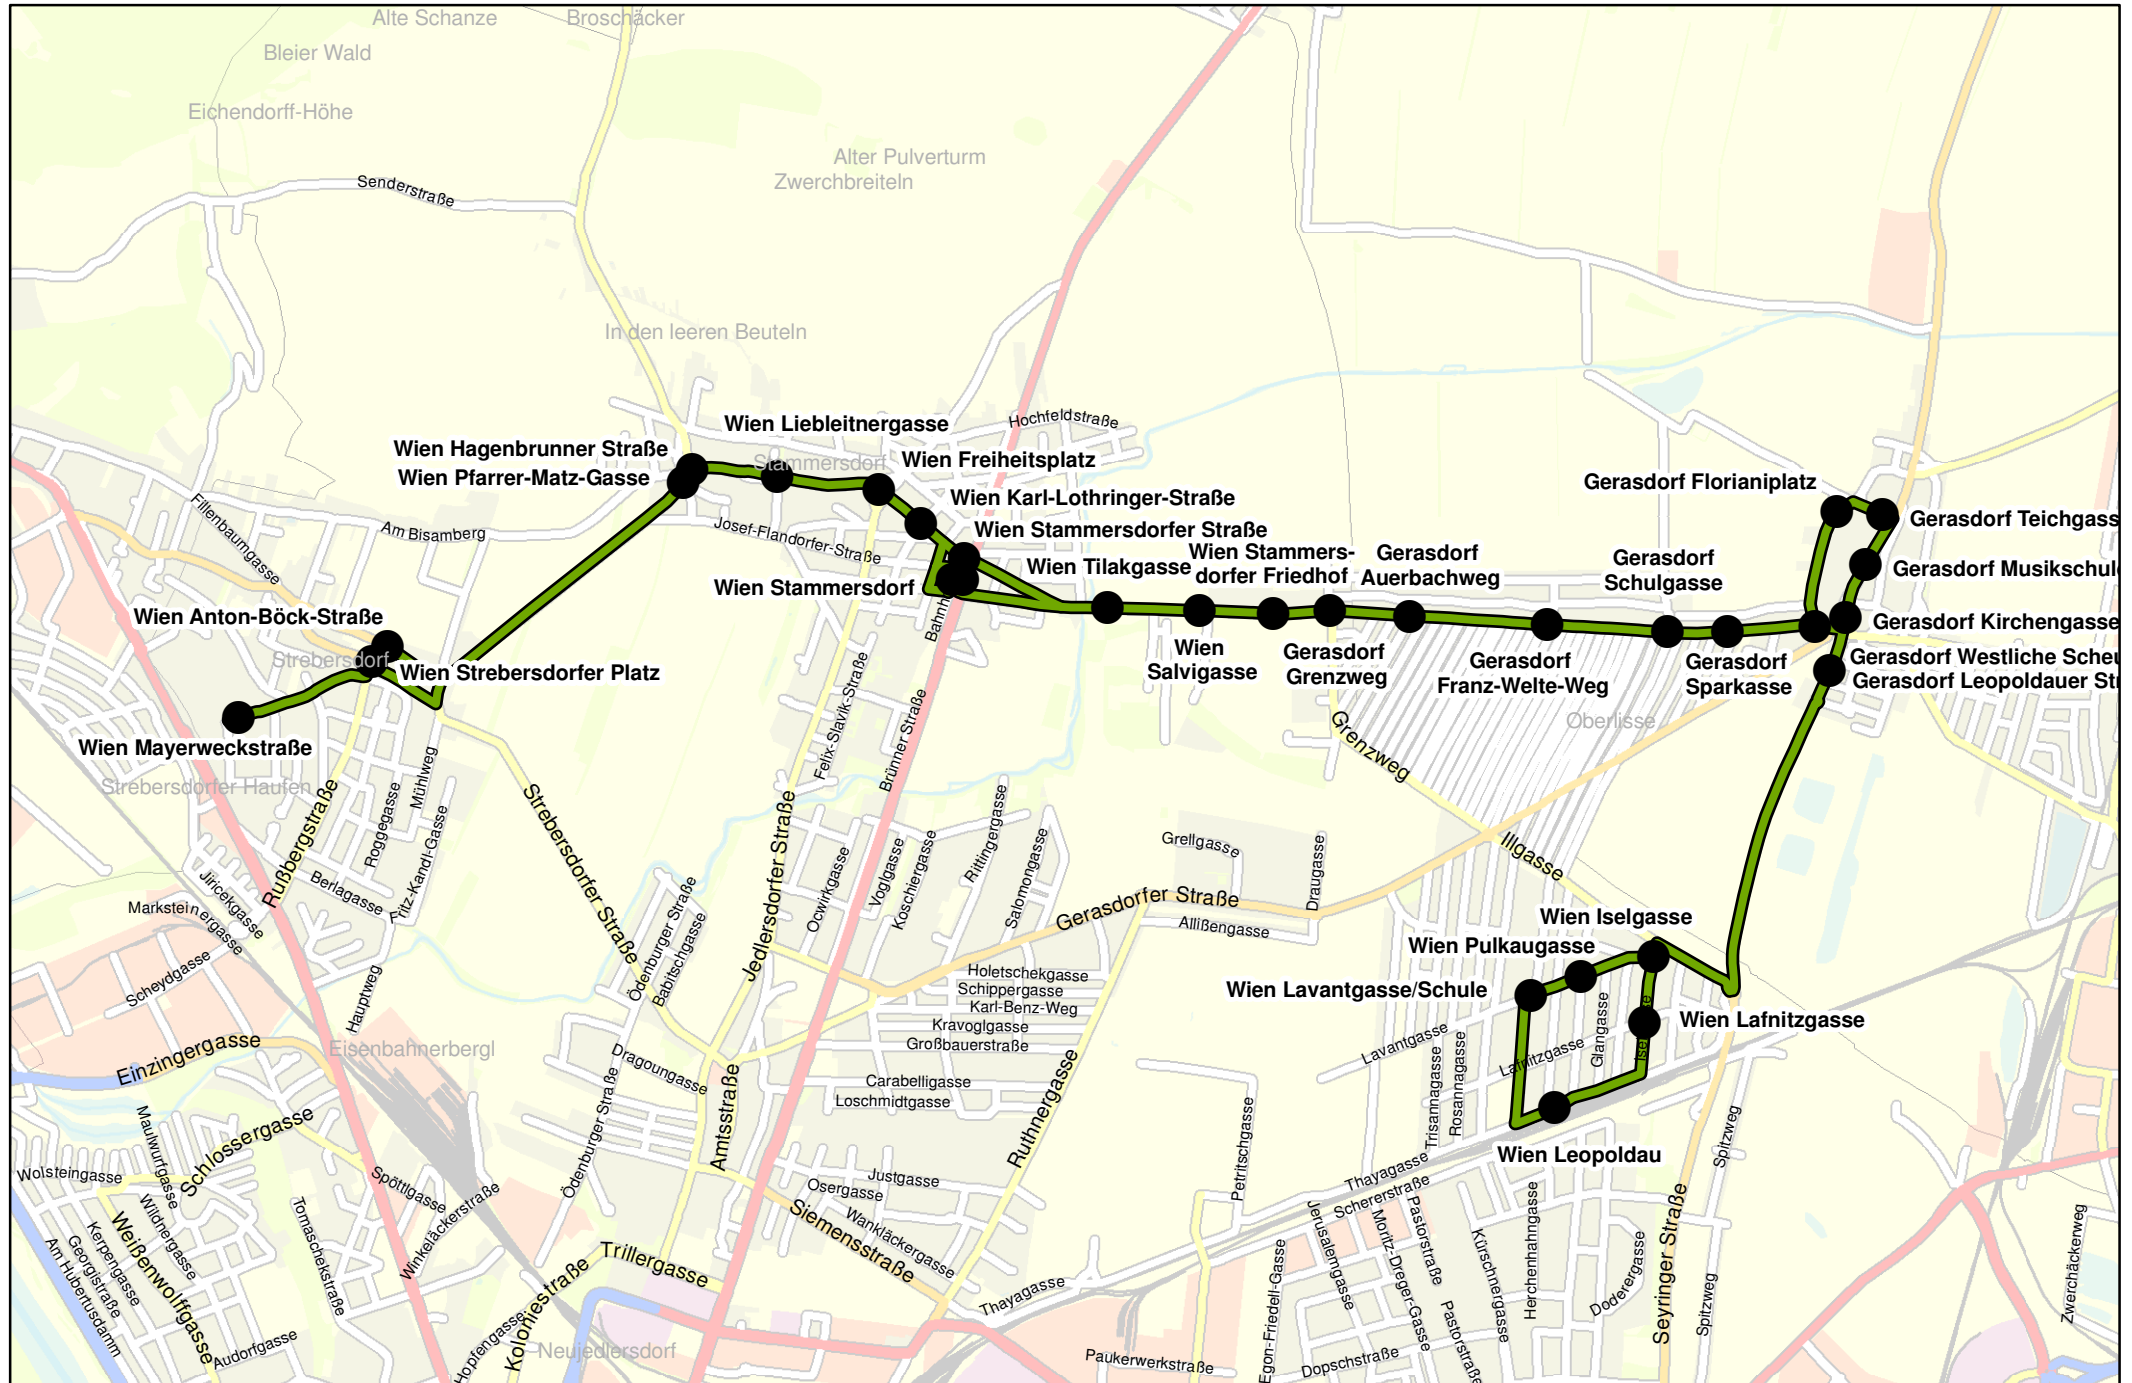 Alte Schanze
Broschäcker
Bleier Wald
Eichendorff-Höhe
Alter Pulverturm
Zwerchbreiteln
Senderstraße
In den leeren Beuteln
Hochfeldstraße
Wien Liebleitnergasse
Wien Hagenbrunner Straße
Wien Pfarrer-Matz-Gasse
Stammersdorf
Wien Freiheitsplatz
Wien Karl-Lothringer-Straße
Wien Stammersdorfer Straße
Wien Tilakgasse
Wien Stammers-
dorfer Friedhof
Gerasdorf
Auerbachweg
Gerasdorf
Schulgasse
Gerasdorf Florianiplatz
Gerasdorf Teichgass
Gerasdorf Musikschule
Gerasdorf Kirchengasse
Gerasdorf Westliche Scheu
Gerasdorf Leopoldauer Str
Fillenbaumgasse
Am Bisamberg
Josef-Flandorfer-Straße
Wien Stammersdorf
Bahnh
Wien Anton-Böck-Straße
Strebersdorf
Wien Strebersdorfer Platz
Wien Mayerweckstraße
Strebersdorfer Haufen
Wien
Salvigasse
Gerasdorf
Grenzweg
Gerasdorf
Franz-Welte-Weg
Gerasdorf
Sparkasse
Oberlisse
Grenzweg
Illgasse
Felix-Slavik-Straße
Brünner Straße
Mühlweg
Roggegasse
Fritz-Kandl-Gasse
Rußbergstraße
Strebersdorfer Straße
Jedlersdorfer Straße
Berlagasse
Jiricekgasse
Marksteinergasse
Scheydgasse
Hauptweg
Einzingergasse
Eisenbahnerbergl
Ödenburger Straße
Babitschgasse
Ocwirkgasse
Voglgasse
Koschiergasse
Rittingergasse
Salomongasse
Grellgasse
Draugasse
Gerasdorfer Straße
Allißengasse
Holetschekgasse
Schippergasse
Karl-Benz-Weg
Kravoglgasse
Großbauerstraße
Carabelligasse
Loschmidtgasse
Ruthnergasse
Wien Iselgasse
Wien Pulkaugasse
Wien Lavantgasse/Schule
Wien Lafnitzgasse
Wien Leopoldau
Lavantgasse
Lafnitzgasse
Glangasse
Trisannagasse
Rosannagasse
Dragoungasse
Ödenburger Straße
Amtsstraße
Justgasse
Osergasse
Wankläckergasse
Siemensstraße
Trillergasse
Koloniestraße
Hopfengasse
Neujedlersdorf
Maulwurfgasse
Schlossergasse
Wolsteingasse
Wildnergasse
Weißenwolffgasse
Kerpengasse
Georgistraße
Am Hubertusdamm
Audorfgasse
Tomaschekstraße
Spöttlgasse
Winkeläckerstraße
Thayagasse
Petritschgasse
Thayagasse
Schererstraße
Jerusalemgasse
Moritz-Dreger-Gasse
Pastorstraße
Pastorstraße
Kürschnergasse
Herchenhahngasse
Doderergasse
Seyringer Straße
Spitzweg
Spitzweg
Egon-Friedell-Gasse
Dopschstraße
Paukerwerkstraße
Zwerchäckerweg